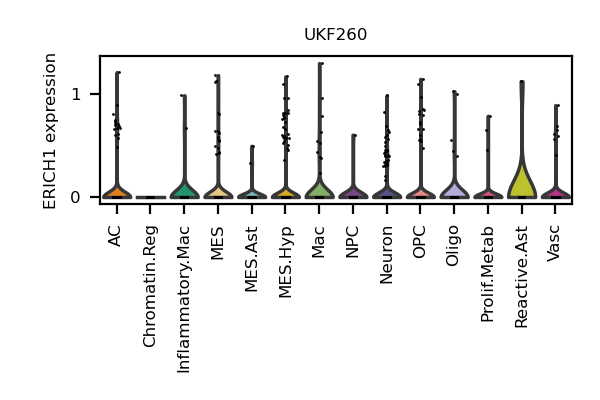 UKF260
ERICH1 expression
1
0
AC
Chromatin.Reg
Inflammatory.Mac
MES
MES.Ast
MES.Hyp
Mac
NPC
Neuron
OPC
Oligo
Prolif.Metab
Reactive.Ast
Vasc